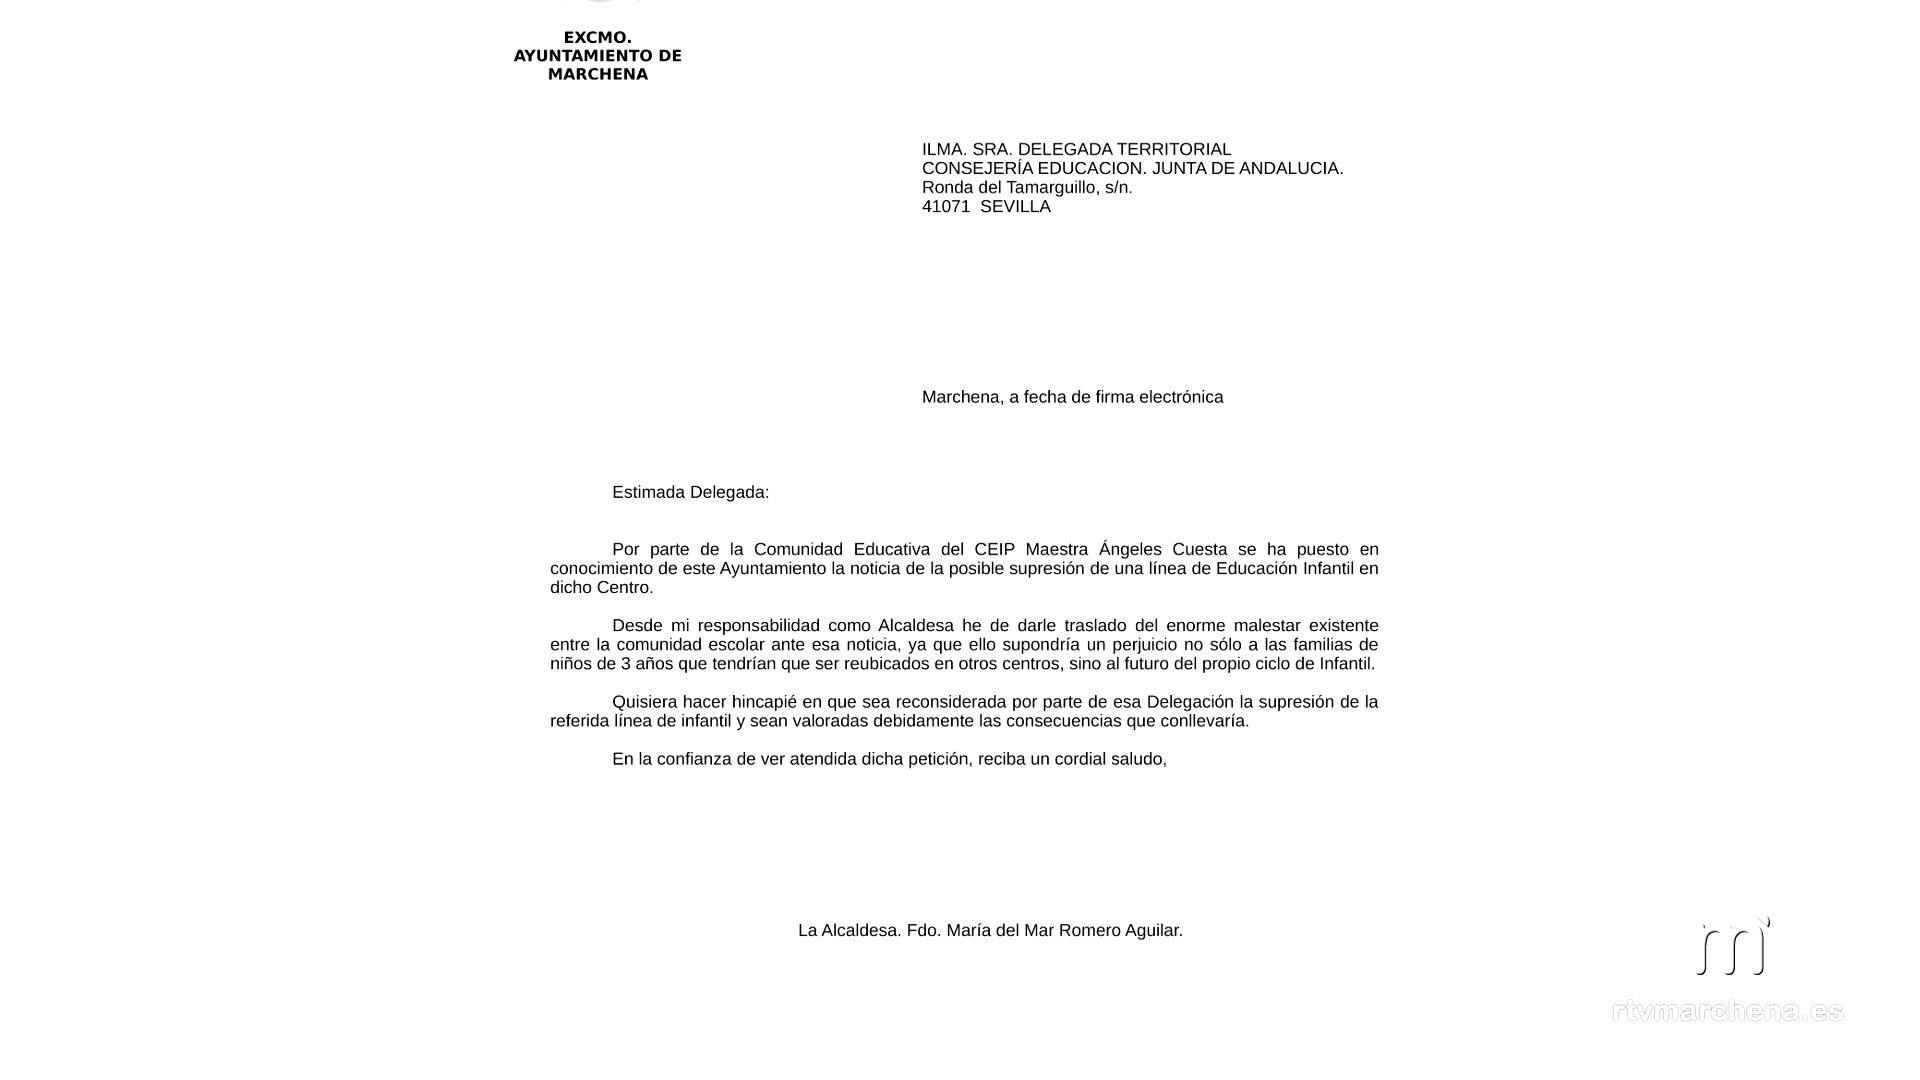 EXCMO.
AYUNTAMIENTO DE
MARCHENA
ILMA. SRA. DELEGADA TERRITORIAL
CONSEJERÍA EDUCACION. JUNTA DE ANDALUCIA.
Ronda del Tamarguillo, s/n.
41071 SEVILLA
Marchena, a fecha de firma electrónica
Estimada Delegada:
Por parte de la Comunidad Educativa del CEIP Maestra Ángeles Cuesta se ha puesto en
conocimiento de este Ayuntamiento la noticia de la posible supresión de una línea de Educación Infantil en
dicho Centro.
Desde mi responsabilidad como Alcaldesa he de darle traslado del enorme malestar existente
entre la comunidad escolar ante esa noticia, ya que ello supondría un perjuicio no sólo a las familias de
niños de 3 años que tendrían que ser reubicados en otros centros, sino al futuro del propio ciclo de Infantil.
Quisiera hacer hincapié en que sea reconsiderada por parte de esa Delegación la supresión de la
referida línea de infantil y sean valoradas debidamente las consecuencias que conllevaría.
En la confianza de ver atendida dicha petición, reciba un cordial saludo,
La Alcaldesa. Fdo. María del Mar Romero Aguilar.
m
rtvmarchena.es